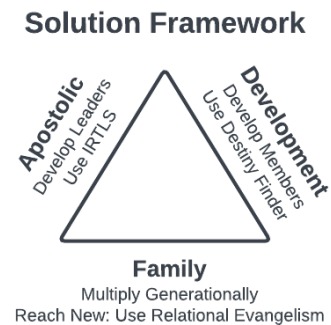 Solution Framework
Apostolic
Develop Leaders
Use IRTLS
Development
Develop Members
Use Destiny Finder
Family
Multiply Generationally
Reach New: Use Relational Evangelism